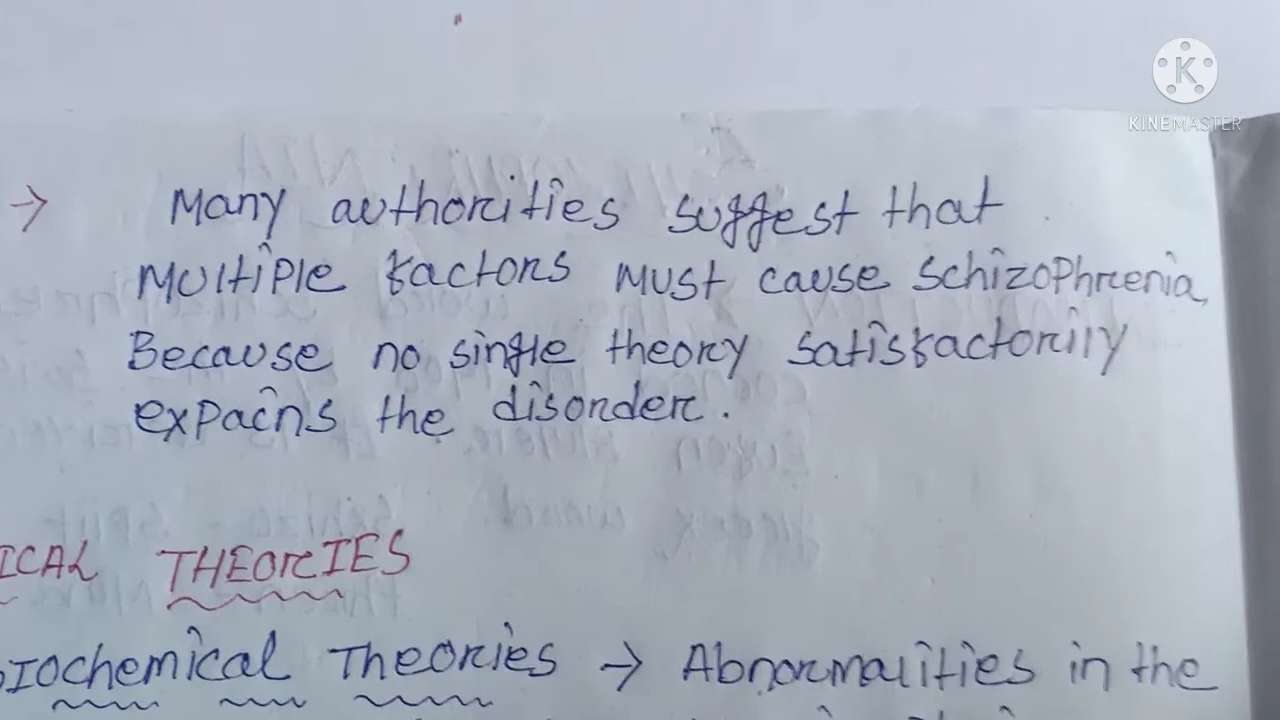 KINEMASTER
→ Many authorities suggest that
Multiple factors must cause schizophrenia,
Because no single theory satisfactorily
expains the disorder.
ICAL THEORIES
Biochemical Theories → Abnormalities in the